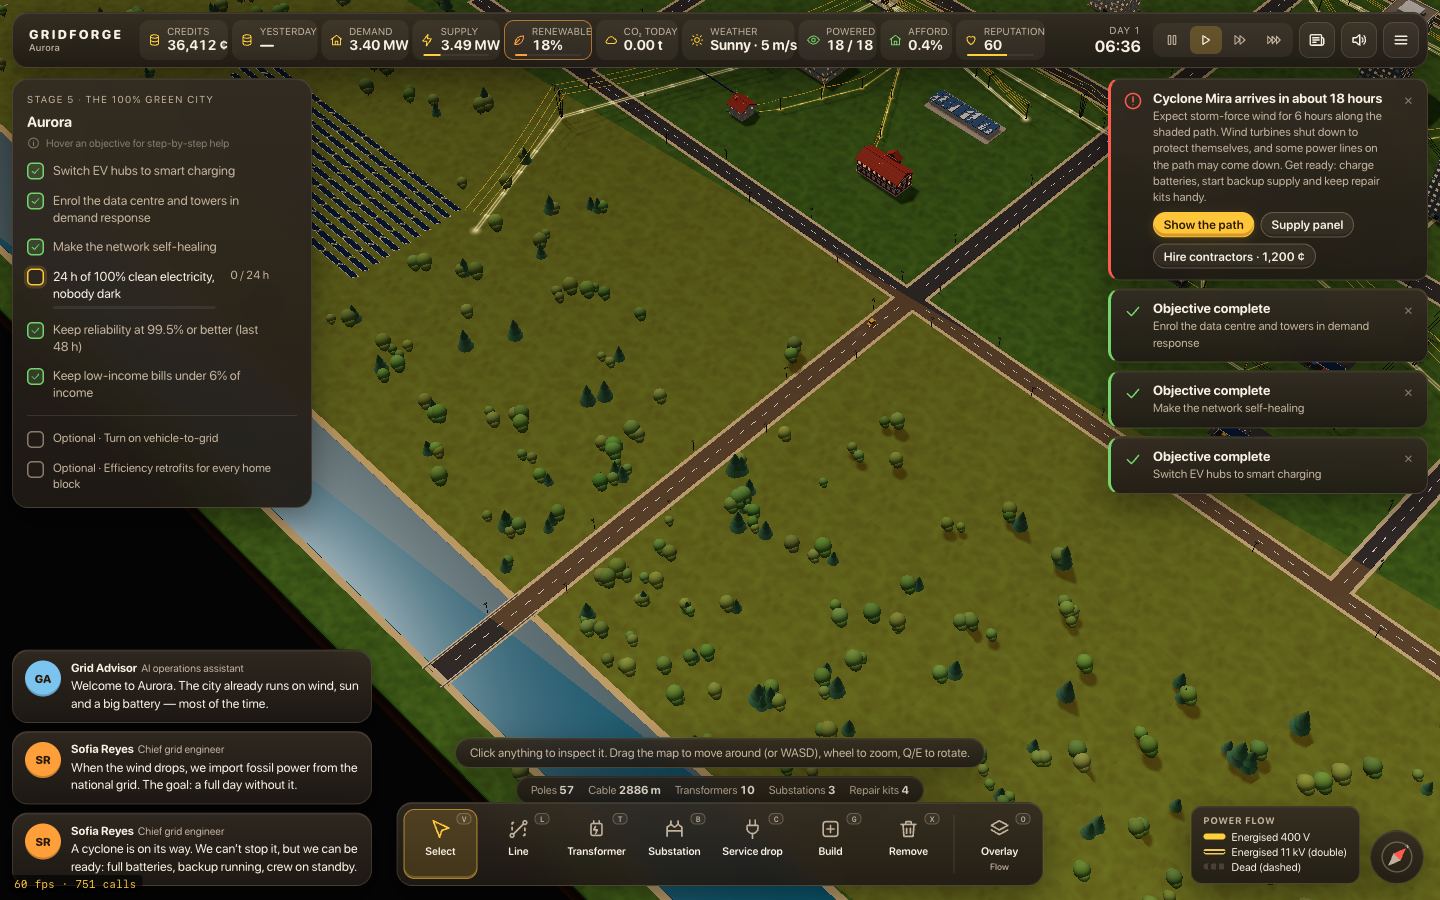 GRIDFORGE
Aurora
CREDITS
36,412 ¢
YESTERDAY
—
DEMAND
3.40 MW
SUPPLY
3.49 MW
RENEWABLE
18%
CO₂ TODAY
0.00 t
WEATHER
Sunny · 5 m/s
POWERED
18 / 18
AFFORD.
0.4%
REPUTATION
60
DAY 1
06:36
STAGE 5 · THE 100% GREEN CITY
Aurora
Hover an objective for step-by-step help
Switch EV hubs to smart charging
Enrol the data centre and towers in
demand response
Make the network self-healing
24 h of 100% clean electricity,
nobody dark
0 / 24 h
Keep reliability at 99.5% or better (last
48 h)
Keep low-income bills under 6% of
income
Optional · Turn on vehicle-to-grid
Optional · Efficiency retrofits for every home
block
Cyclone Mira arrives in about 18 hours
Expect storm-force wind for 6 hours along the
shaded path. Wind turbines shut down to
protect themselves, and some power lines on
the path may come down. Get ready: charge
batteries, start backup supply and keep repair
kits handy.
Show the path
Supply panel
Hire contractors · 1,200 ¢
Objective complete
Enrol the data centre and towers in demand
response
Objective complete
Make the network self-healing
Objective complete
Switch EV hubs to smart charging
GA
Grid Advisor AI operations assistant
Welcome to Aurora. The city already runs on wind, sun
and a big battery — most of the time.
SR
Sofia Reyes Chief grid engineer
When the wind drops, we import fossil power from the
national grid. The goal: a full day without it.
SR
Sofia Reyes Chief grid engineer
A cyclone is on its way. We can't stop it, but we can be
ready: full batteries, backup running, crew on standby.
60 fps · 751 calls
Click anything to inspect it. Drag the map to move around (or WASD), wheel to zoom, Q/E to rotate.
Poles 57 Cable 2886 m Transformers 10 Substations 3 Repair kits 4
V
Select
L
Line
T
Transformer
B
Substation
C
Service drop
G
Build
X
Remove
O
Overlay
Flow
POWER FLOW
Energised 400 V
Energised 11 kV (double)
Dead (dashed)